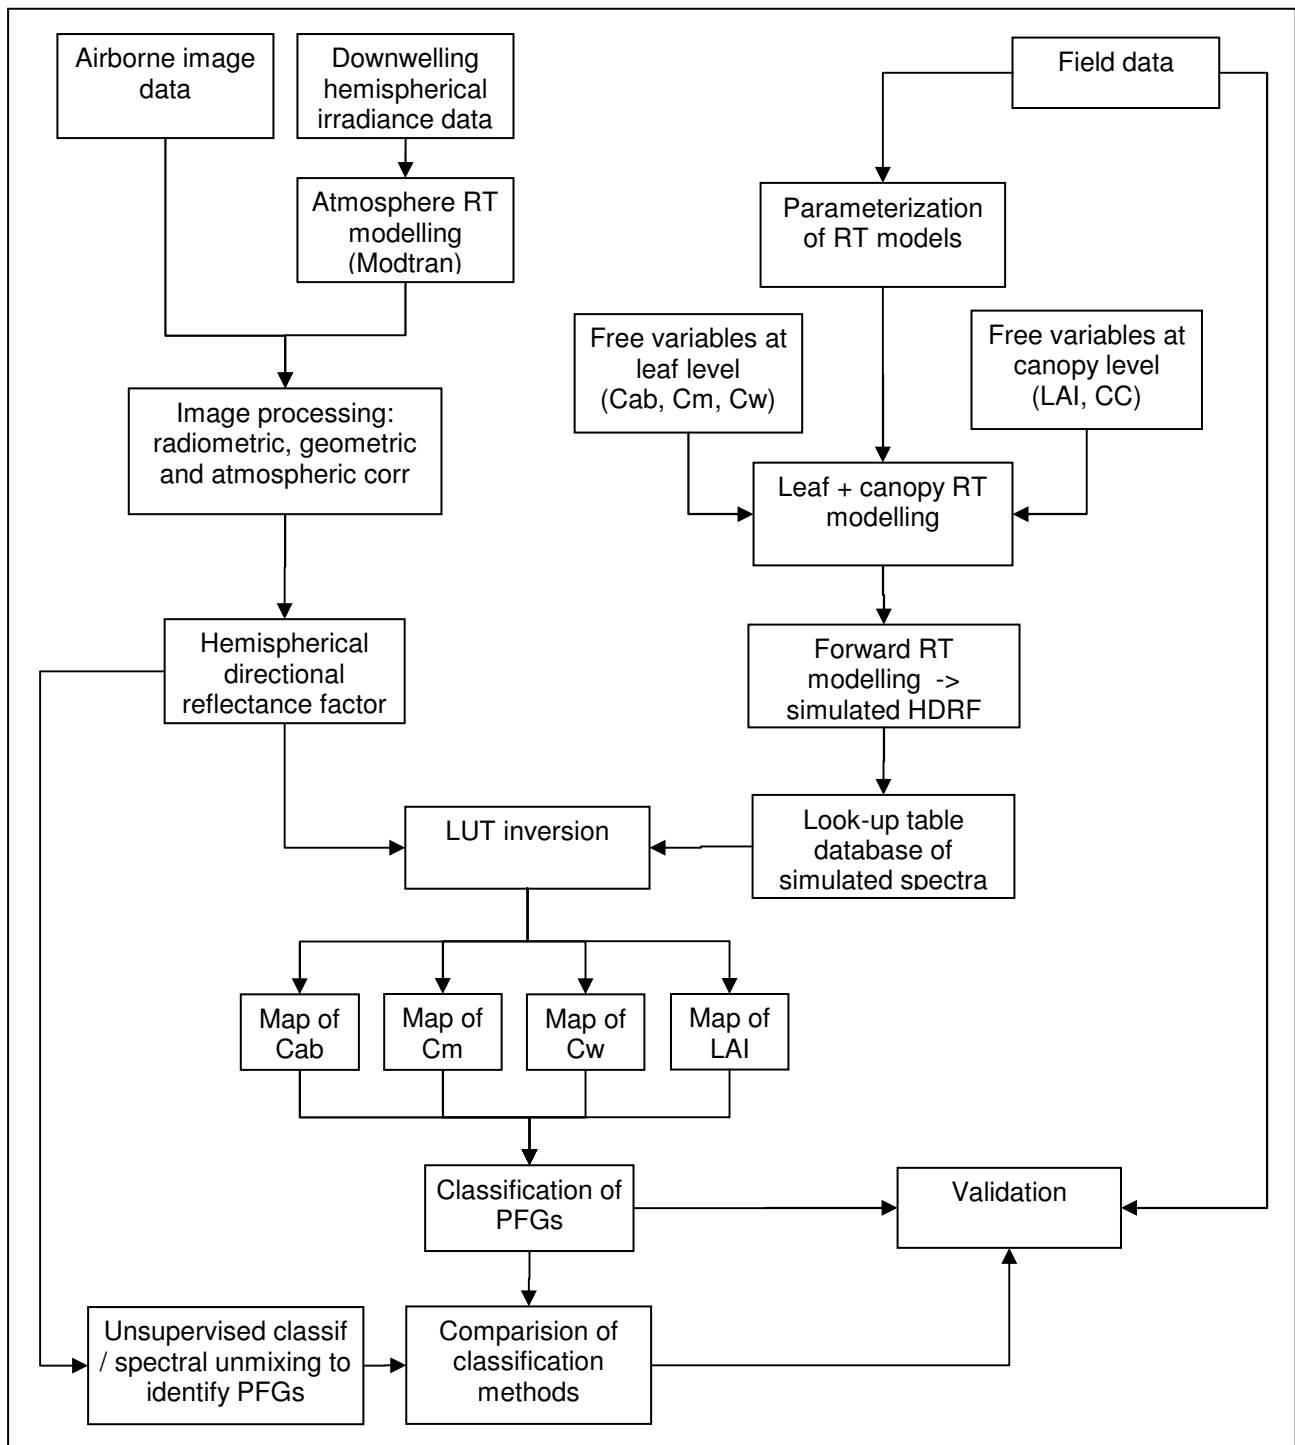 Airborne image
data
Downwelling
hemispherical
irradiance data
Field data
Atmosphere RT
modelling
(Modtran)
Parameterization
of RT models
Free variables at
leaf level
(Cab, Cm, Cw)
Free variables at
canopy level
(LAI, CC)
Image processing:
radiometric, geometric
and atmospheric corr
Leaf + canopy RT
modelling
Hemispherical
directional
reflectance factor
Forward RT
modelling ->
simulated HDRF
LUT inversion
Look-up table
database of
simulated spectra
Map of
Cab
Map of
Cm
Map of
Cw
Map of
LAI
Classification of
PFGs
Validation
Unsupervised classif
/ spectral unmixing to
identify PFGs
Comparision of
classification
methods